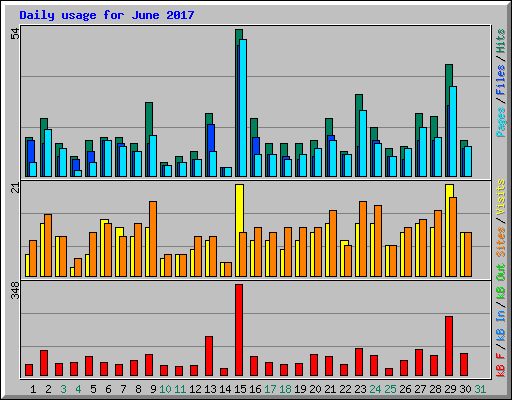 Daily usage for June 2017
54
Pages / Files / Hits
21
Sites / Visits
348
kB F / kB In / kB Out
1 2 3 4 5 6 7 8 9 10 11 12 13 14 15 16 17 18 19 20 21 22 23 24 25 26 27 28 29 30 31